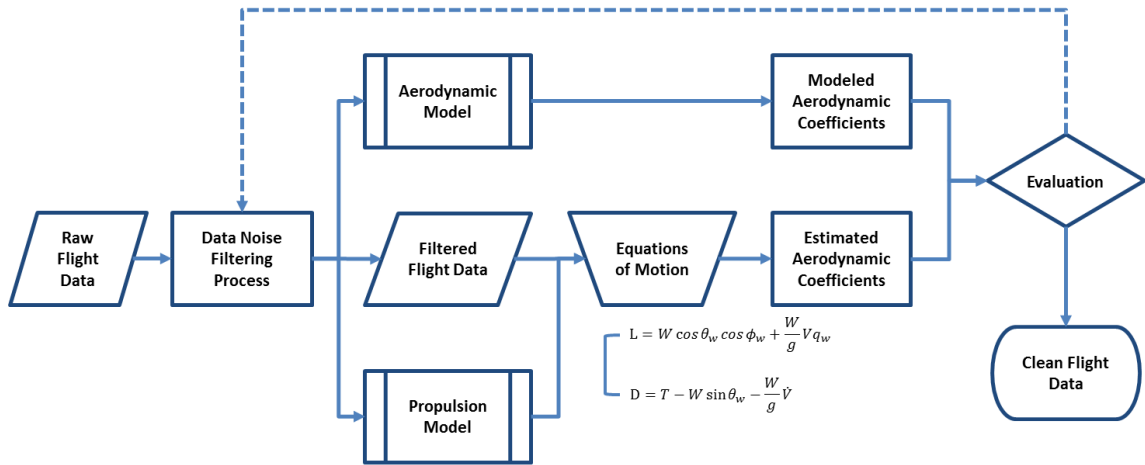 Aerodynamic
Model
Modeled
Aerodynamic
Coefficients
Evaluation
Raw
Flight
Data
Data Noise
Filtering
Process
Filtered
Flight Data
Equations
of Motion
Estimated
Aerodynamic
Coefficients
L = W cos θ_w cos ϕ_w + W/g V q_w
D = T − W sin θ_w − W/g V̇
Propulsion
Model
Clean Flight
Data